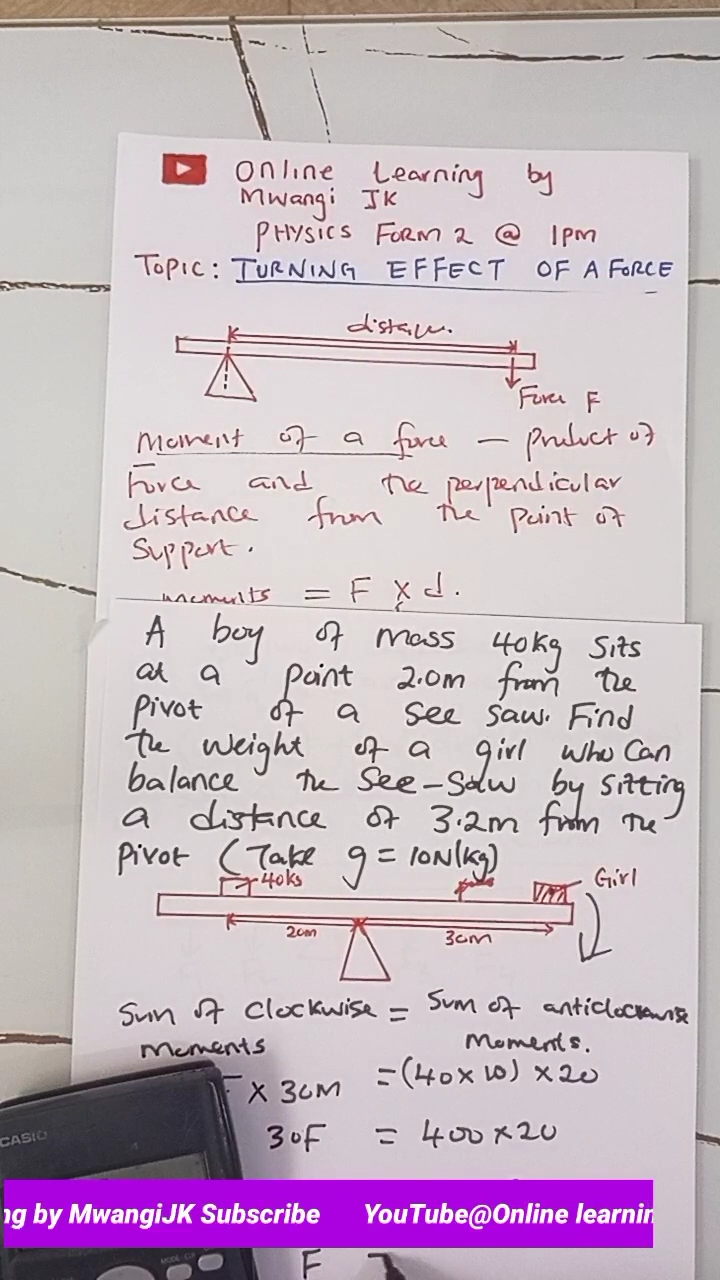 Online Learning by
Mwangi JK
PHYSICS FORM 2 @ 1PM
TOPIC: TURNING EFFECT OF A FORCE
distance.
Force F
Moment of a force – product of
Force and the perpendicular
distance from the point of
Support.
moments = F x d.
A boy of mass 40kg sits
at a point 2.0m from the
pivot of a see saw. Find
the weight of a girl who can
balance the see-saw by sitting
a distance of 3.2m from the
pivot (Take g = 10N/kg)
40kg
Girl
20m
30m
Sum of clockwise = Sum of anticlockwise
moments
Moments.
F x 30m = (40 x 10) x 20
30F = 400 x 20
CASIO
ng by MwangiJK Subscribe YouTube@Online learnin
F =